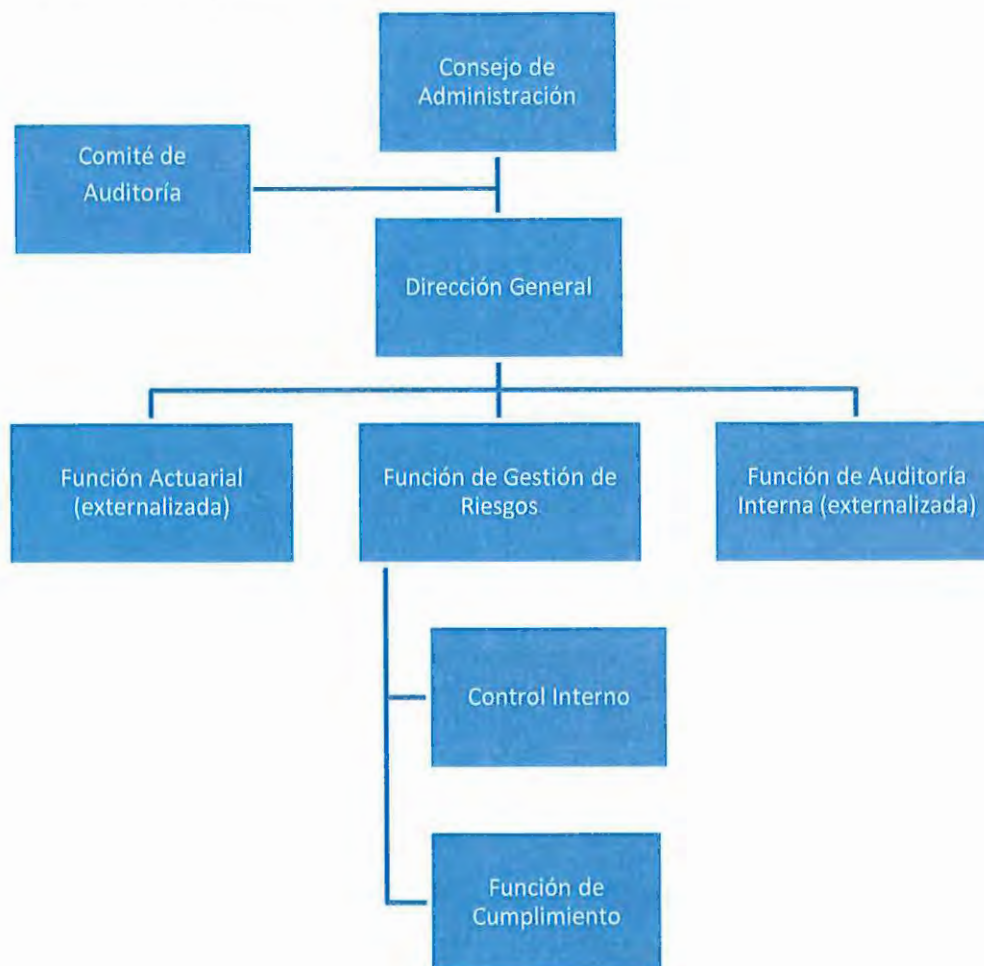 Consejo de
Administración
Comité de
Auditoría
Dirección General
Función Actuarial
(externalizada)
Función de Gestión de
Riesgos
Función de Auditoría
Interna (externalizada)
Control Interno
Función de
Cumplimiento